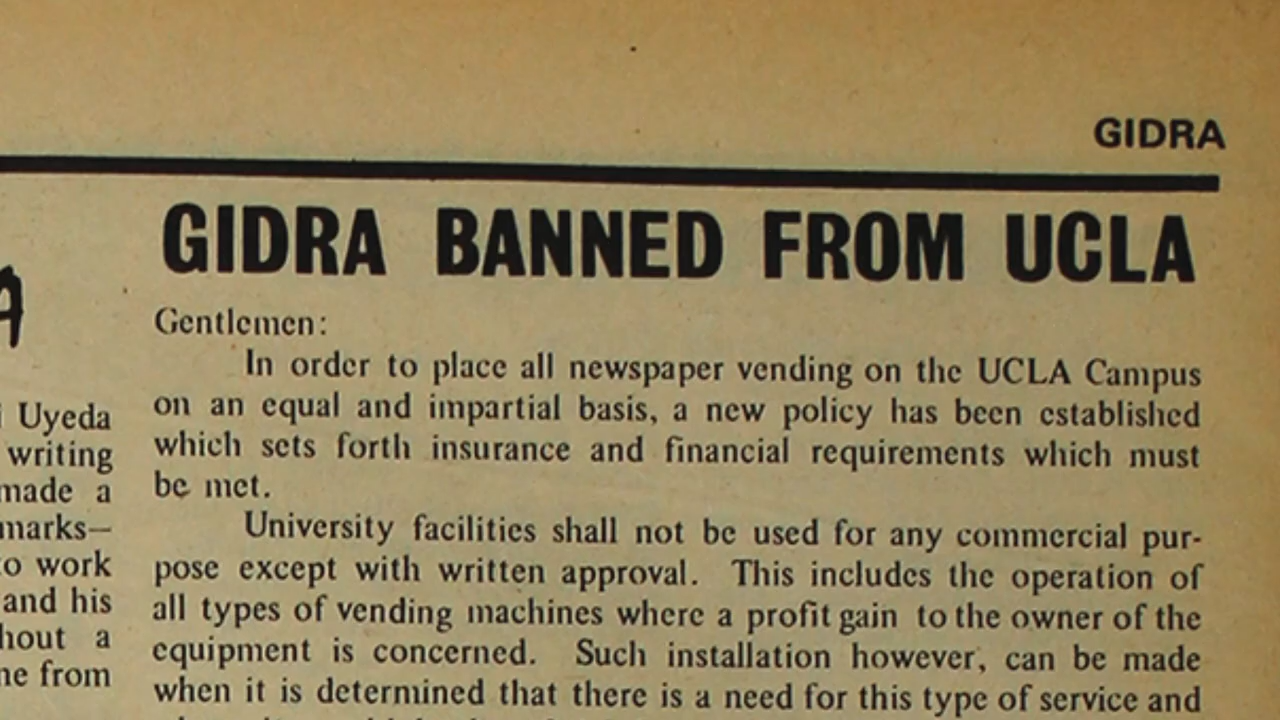 GIDRA
Uyeda
writing
made a
marks—
to work
and his
hout a
ne from
GIDRA BANNED FROM UCLA
Gentlemen:
In order to place all newspaper vending on the UCLA Campus
on an equal and impartial basis, a new policy has been established
which sets forth insurance and financial requirements which must
be met.
University facilities shall not be used for any commercial pur-
pose except with written approval. This includes the operation of
all types of vending machines where a profit gain to the owner of the
equipment is concerned. Such installation however, can be made
when it is determined that there is a need for this type of service and